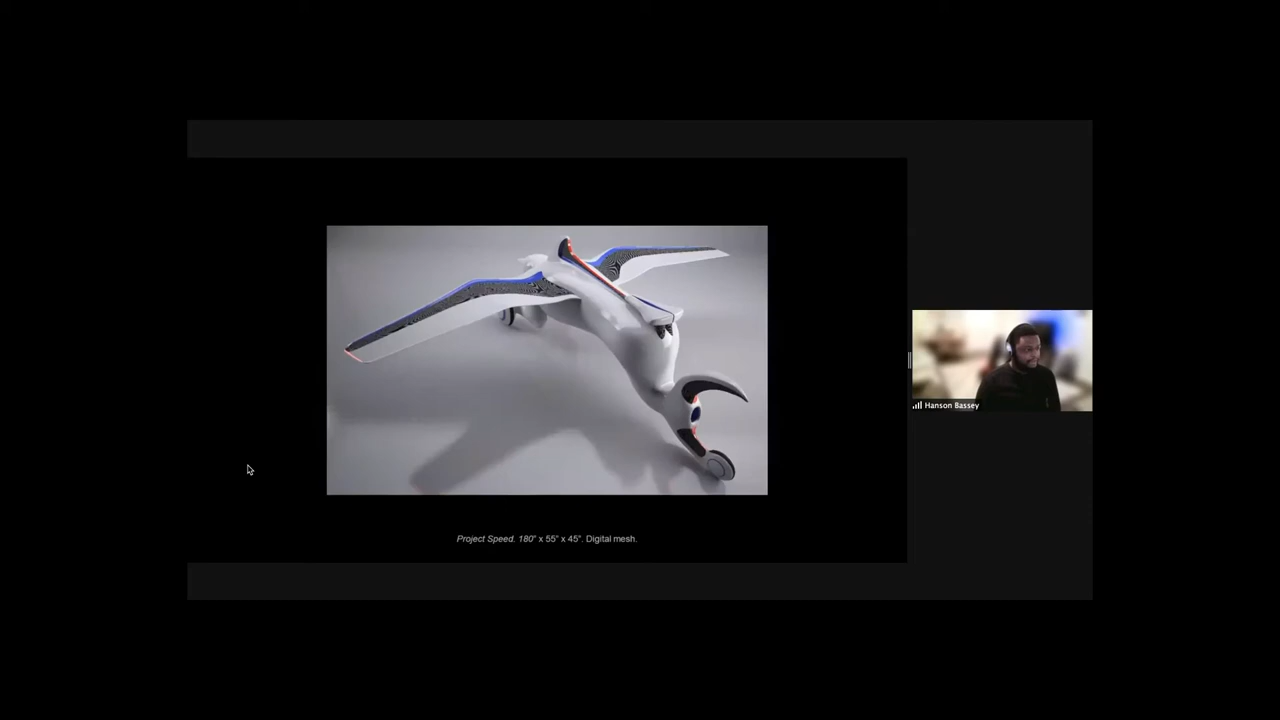 Hanson Bassey
Project Speed. 180" x 55" x 45". Digital mesh.